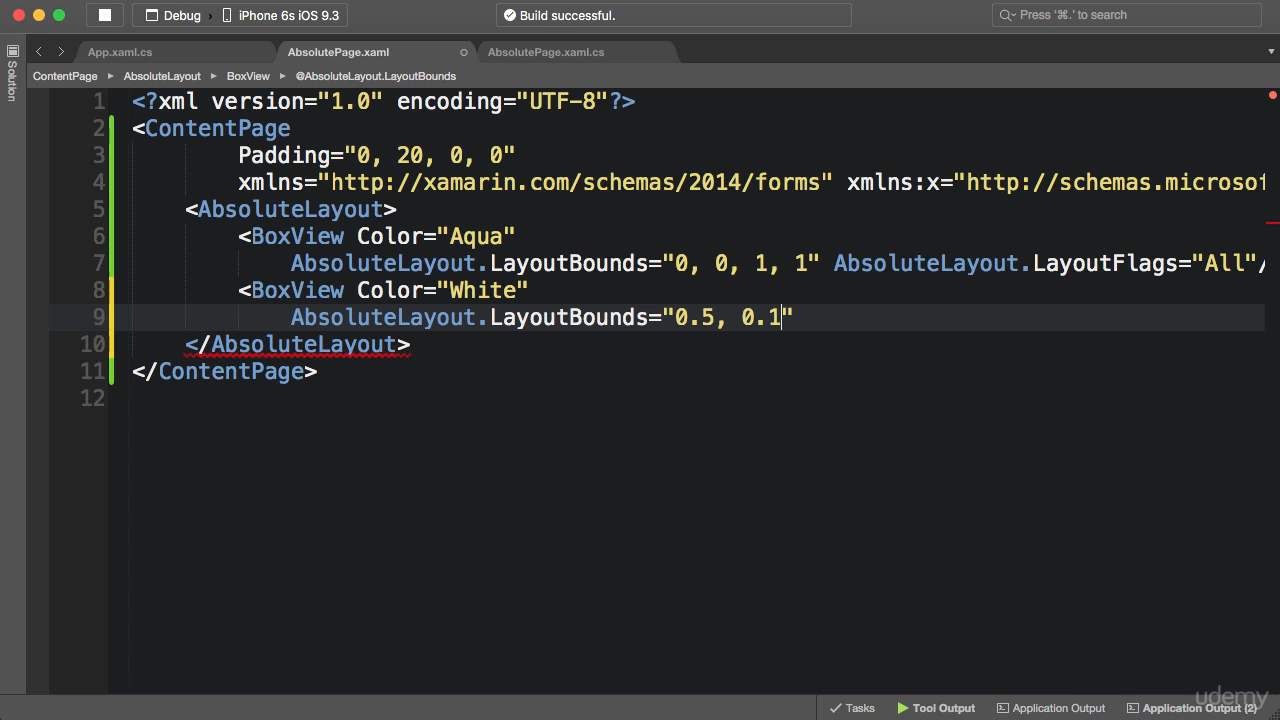 Debug › iPhone 6s iOS 9.3
Build successful.
Press '⌘.' to search
Solution
App.xaml.cs
AbsolutePage.xaml
AbsolutePage.xaml.cs
ContentPage ▸ AbsoluteLayout ▸ BoxView ▸ @AbsoluteLayout.LayoutBounds
1 <?xml version="1.0" encoding="UTF-8"?>
2 <ContentPage
3 Padding="0, 20, 0, 0"
4 xmlns="http://xamarin.com/schemas/2014/forms" xmlns:x="http://schemas.microsof
5 <AbsoluteLayout>
6 <BoxView Color="Aqua"
7 AbsoluteLayout.LayoutBounds="0, 0, 1, 1" AbsoluteLayout.LayoutFlags="All"/
8 <BoxView Color="White"
9 AbsoluteLayout.LayoutBounds="0.5, 0.1"
10 </AbsoluteLayout>
11 </ContentPage>
12
Tasks
Tool Output
Application Output
Application Output (2)
udemy